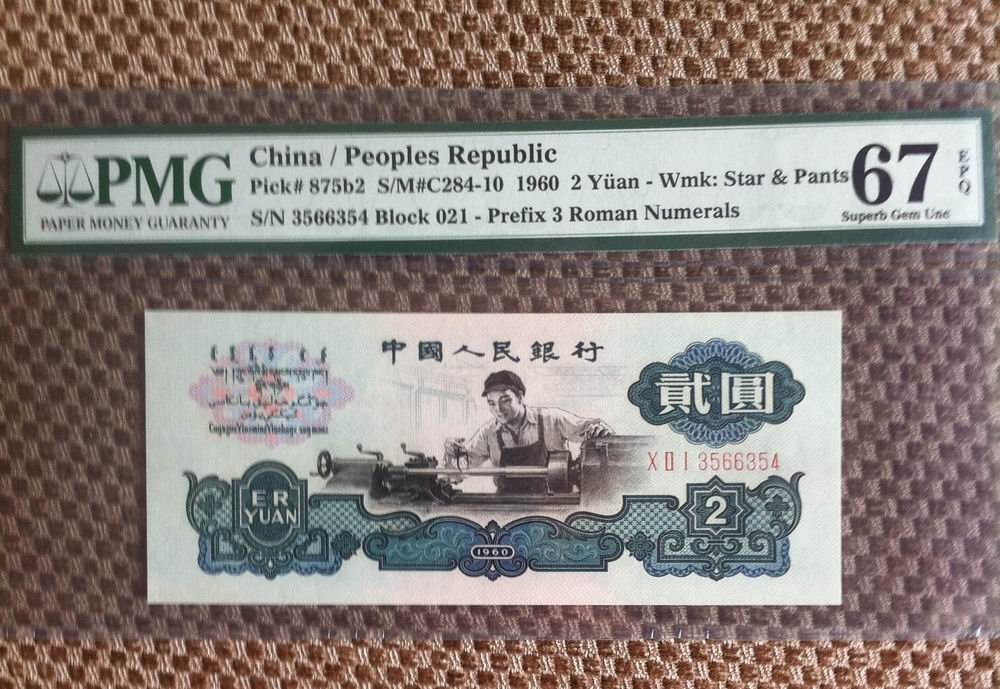 PMG
PAPER MONEY GUARANTY
China / Peoples Republic
Pick# 875b2 S/M#C284-10 1960 2 Yüan - Wmk: Star & Pants
S/N 3566354 Block 021 - Prefix 3 Roman Numerals
67
EPQ
Superb Gem Unc
中國人民銀行
貳圓
X II I 3566354
ER
YUAN
2
1960